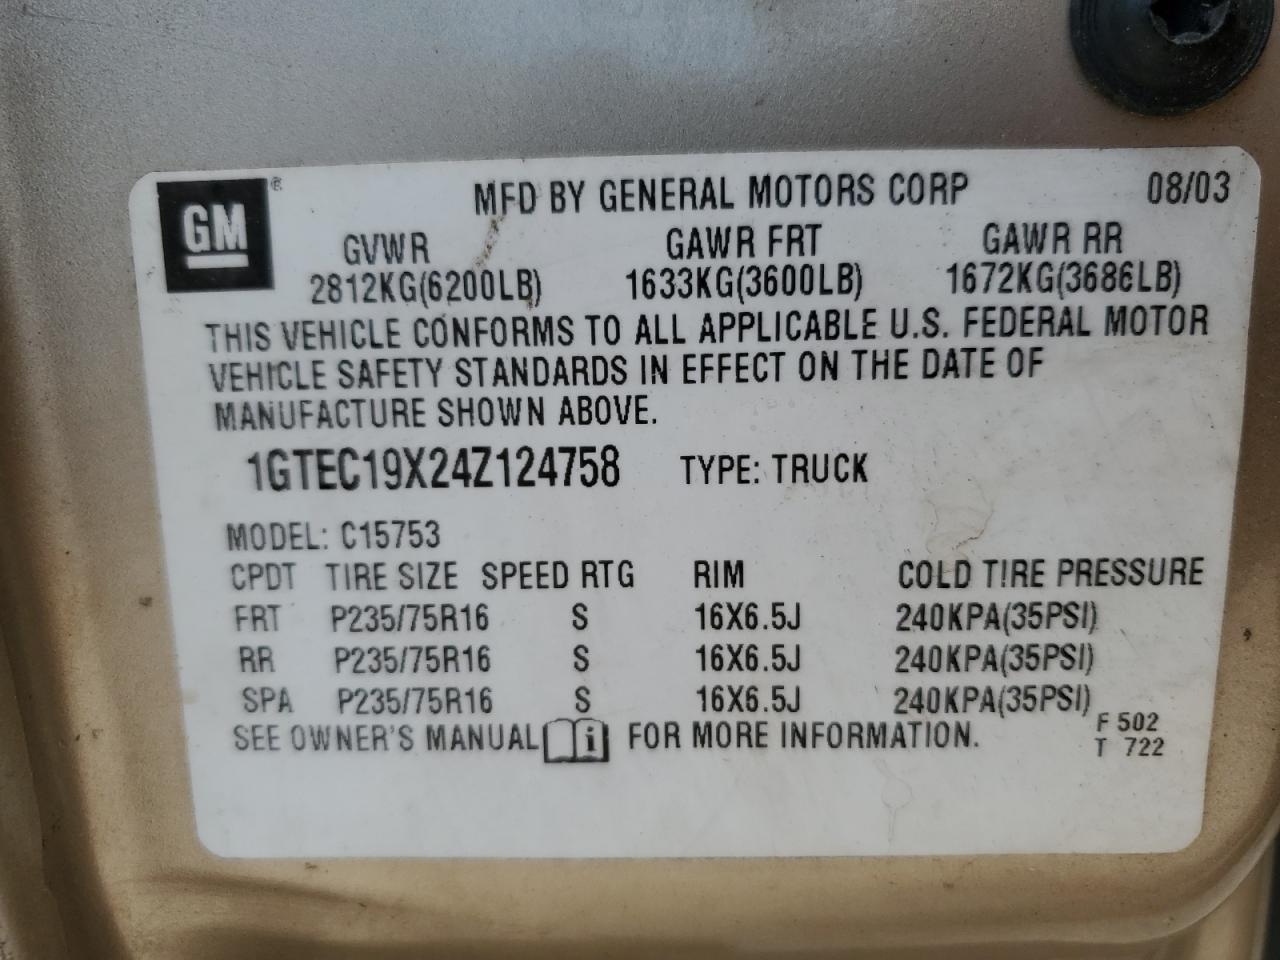 GM ® MFD BY GENERAL MOTORS CORP 08/03
GVWR GAWR FRT GAWR RR
2812KG(6200LB) 1633KG(3600LB) 1672KG(3686LB)
THIS VEHICLE CONFORMS TO ALL APPLICABLE U.S. FEDERAL MOTOR
VEHICLE SAFETY STANDARDS IN EFFECT ON THE DATE OF
MANUFACTURE SHOWN ABOVE.
1GTEC19X24Z124758 TYPE: TRUCK
MODEL: C15753
CPDT TIRE SIZE SPEED RTG RIM COLD TIRE PRESSURE
FRT P235/75R16 S 16X6.5J 240KPA(35PSI)
RR P235/75R16 S 16X6.5J 240KPA(35PSI)
SPA P235/75R16 S 16X6.5J 240KPA(35PSI)
SEE OWNER'S MANUAL i FOR MORE INFORMATION.
F 502
T 722